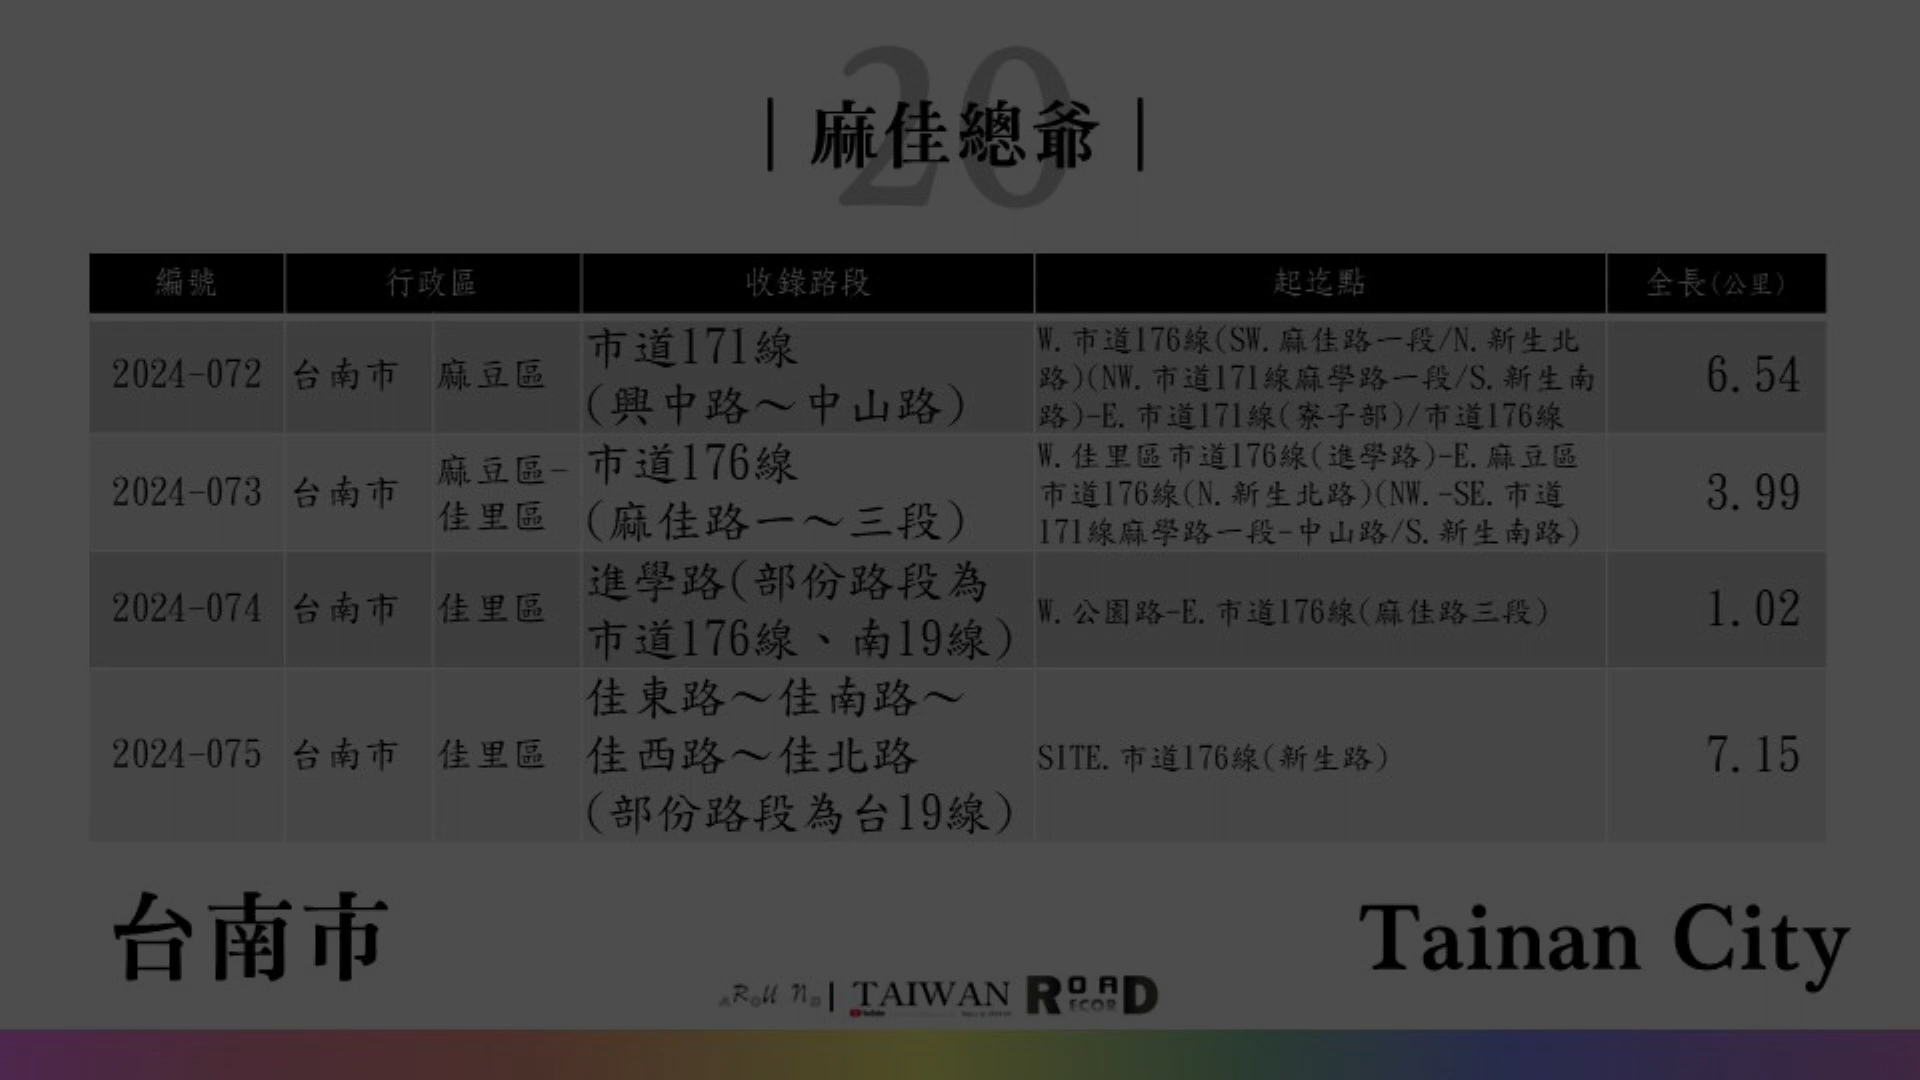 20
｜麻佳總爺｜
編號 行政區 收錄路段 起迄點 全長(公里)
2024-072 台南市 麻豆區 市道171線
(興中路～中山路) W.市道176線(SW.麻佳路一段/N.新生北
路)(NW.市道171線麻學路一段/S.新生南
路)-E.市道171線(寮子部)/市道176線 6.54
2024-073 台南市 麻豆區-
佳里區 市道176線
(麻佳路一～三段) W.佳里區市道176線(進學路)-E.麻豆區
市道176線(N.新生北路)(NW.-SE.市道
171線麻學路一段-中山路/S.新生南路) 3.99
2024-074 台南市 佳里區 進學路(部份路段為
市道176線、南19線) W.公園路-E.市道176線(麻佳路三段) 1.02
2024-075 台南市 佳里區 佳東路～佳南路～
佳西路～佳北路
(部份路段為台19線) SITE.市道176線(新生路) 7.15
台南市
Tainan City
TAIWAN ROAD RECORD
YouTube